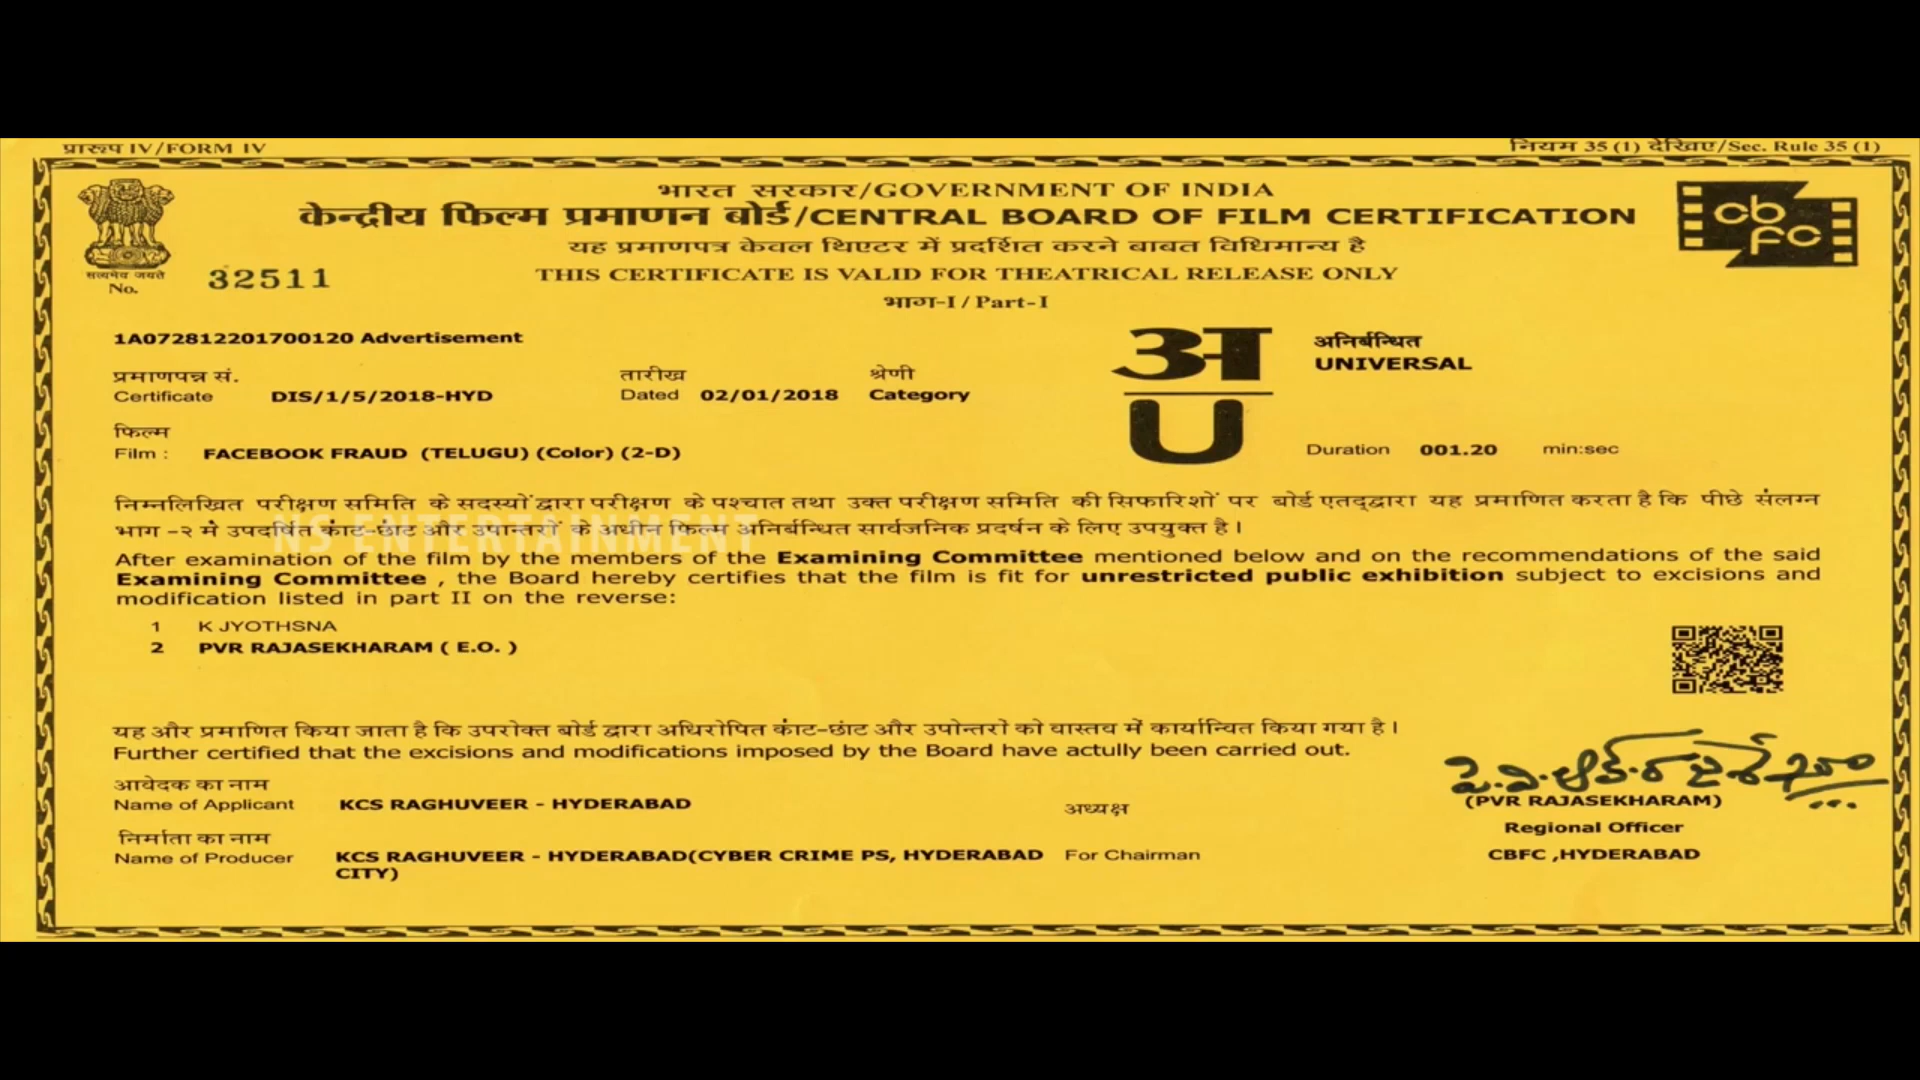 प्रारूप IV/FORM IV
नियम 35 (1) देखिए/Sec. Rule 35 (1)
भारत सरकार/GOVERNMENT OF INDIA
केन्द्रीय फिल्म प्रमाणन बोर्ड/CENTRAL BOARD OF FILM CERTIFICATION
cb
fc
यह प्रमाणपत्र केवल थिएटर में प्रदर्शित करने बाबत विधिमान्य है
सत्यमेव जयते
No. 32511
THIS CERTIFICATE IS VALID FOR THEATRICAL RELEASE ONLY
भाग-I / Part-I
1A072812201700120 Advertisement
अ
U
अनिर्बन्धित
UNIVERSAL
प्रमाणपत्र सं. तारीख श्रेणी
Certificate DIS/1/5/2018-HYD Dated 02/01/2018 Category
फिल्म
Film : FACEBOOK FRAUD (TELUGU) (Color) (2-D)
Duration 001.20 min:sec
निम्नलिखित परीक्षण समिति के सदस्यों द्वारा परीक्षण के पश्चात तथा उक्त परीक्षण समिति की सिफारिशों पर बोर्ड एतद्द्वारा यह प्रमाणित करता है कि पीछे संलग्न
भाग -२ में उपदर्षित कांट-छांट और उपान्तरों के अधीन फिल्म अनिर्बन्धित सार्वजनिक प्रदर्षन के लिए उपयुक्त है।
NS ENTERTAINMENT
After examination of the film by the members of the Examining Committee mentioned below and on the recommendations of the said
Examining Committee , the Board hereby certifies that the film is fit for unrestricted public exhibition subject to excisions and
modification listed in part II on the reverse:
1 K JYOTHSNA
2 PVR RAJASEKHARAM ( E.O. )
यह और प्रमाणित किया जाता है कि उपरोक्त बोर्ड द्वारा अधिरोपित कांट-छांट और उपोन्तरों को वास्तव में कार्यान्वित किया गया है।
Further certified that the excisions and modifications imposed by the Board have actully been carried out.
आवेदक का नाम
Name of Applicant KCS RAGHUVEER - HYDERABAD
अध्यक्ष
(PVR RAJASEKHARAM)
Regional Officer
निर्माता का नाम
Name of Producer KCS RAGHUVEER - HYDERABAD(CYBER CRIME PS, HYDERABAD
CITY)
For Chairman
CBFC ,HYDERABAD